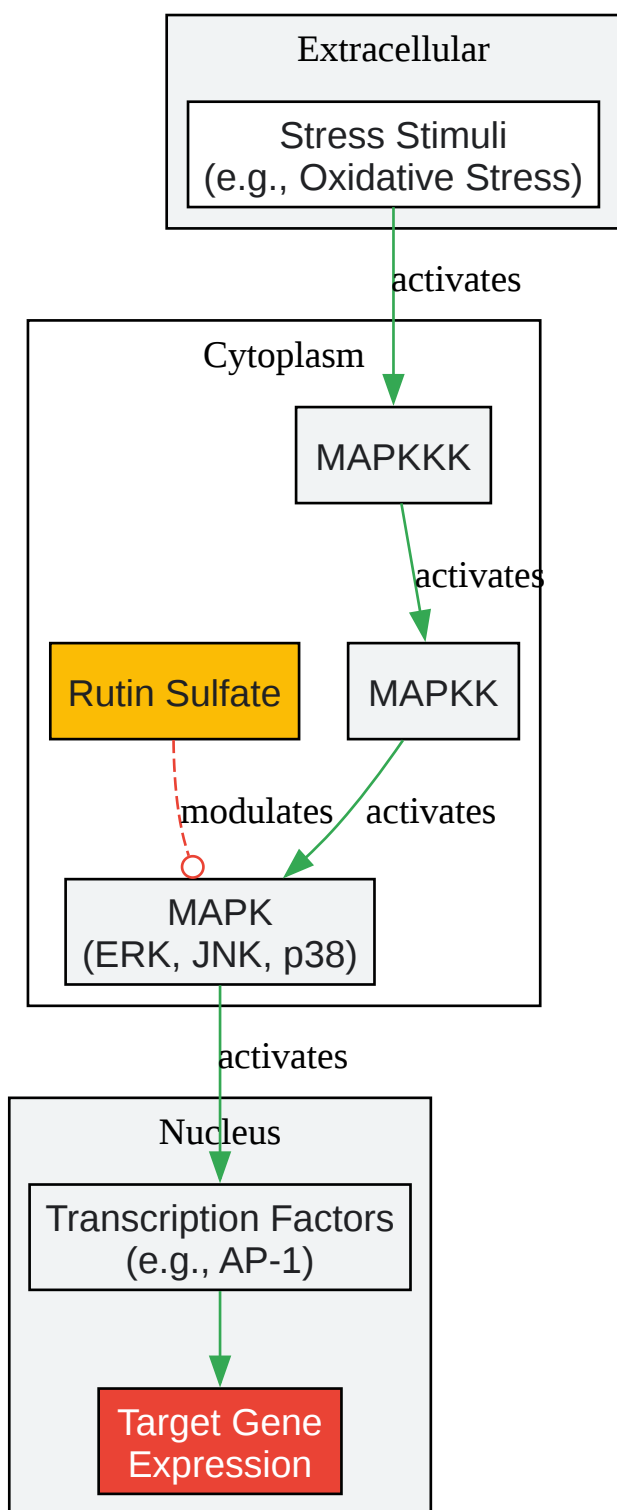 Extracellular
Stress Stimuli
(e.g., Oxidative Stress)
activates
Cytoplasm
MAPKKK
activates
Rutin Sulfate
MAPKK
modulates
activates
MAPK
(ERK, JNK, p38)
activates
Nucleus
Transcription Factors
(e.g., AP-1)
Target Gene
Expression